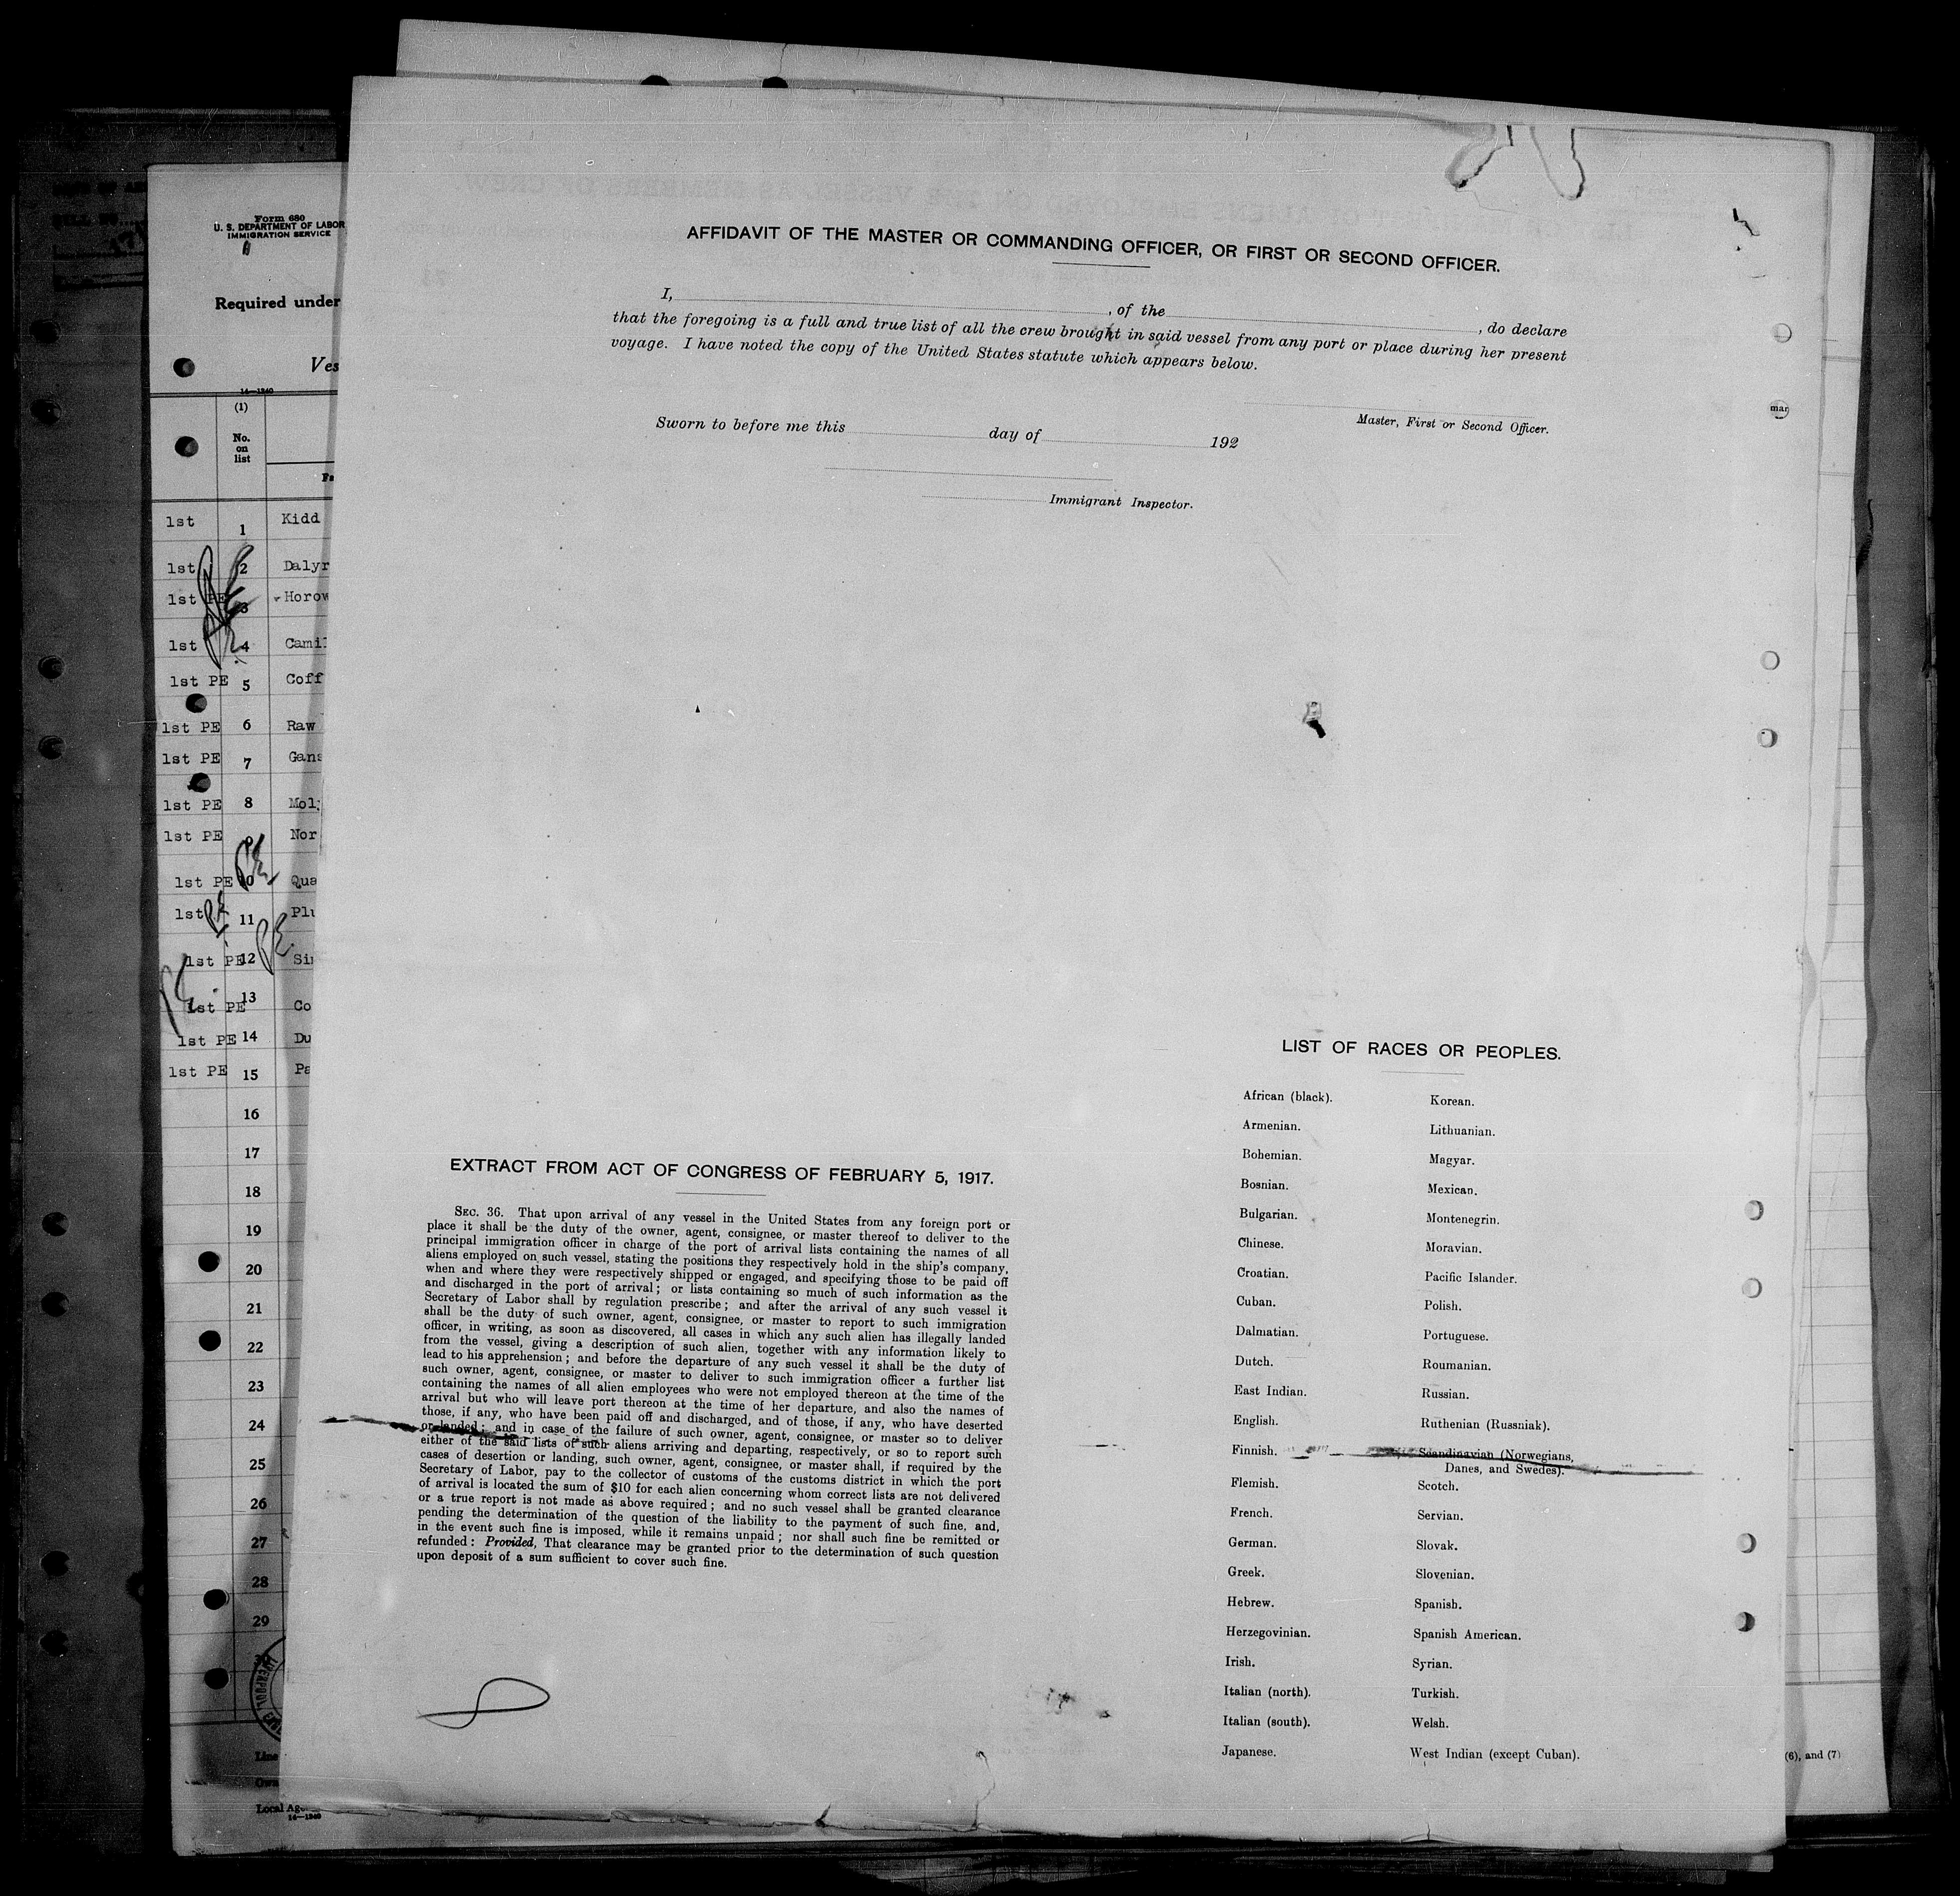 Form 680
U. S. DEPARTMENT OF LABOR
IMMIGRATION SERVICE
Required under
Ves
14—1240
(1)
No.
on
list
1st 1 Kidd
1st 2 Dalyr
1st PE 3 Horow
1st PE 4 Camil
1st PE 5 Coff
1st PE 6 Raw
1st PE 7 Gans
1st PE 8 Mol
1st PE 9 Nor
1st PE 10 Qua
1st PE 11 Plu
1st PE 12 Si
1st PE 13 Co
1st PE 14 Du
1st PE 15 Pa
16
17
18
19
20
21
22
23
24
25
26
27
28
29
LIVERPOOL
Line
Own
Local Age
14—1240
AFFIDAVIT OF THE MASTER OR COMMANDING OFFICER, OR FIRST OR SECOND OFFICER.
I, , of the , do declare
that the foregoing is a full and true list of all the crew brought in said vessel from any port or place during her present
voyage. I have noted the copy of the United States statute which appears below.
Master, First or Second Officer.
Sworn to before me this day of 192
Immigrant Inspector.
EXTRACT FROM ACT OF CONGRESS OF FEBRUARY 5, 1917.
SEC. 36. That upon arrival of any vessel in the United States from any foreign port or
place it shall be the duty of the owner, agent, consignee, or master thereof to deliver to the
principal immigration officer in charge of the port of arrival lists containing the names of all
aliens employed on such vessel, stating the positions they respectively hold in the ship's company,
when and where they were respectively shipped or engaged, and specifying those to be paid off
and discharged in the port of arrival; or lists containing so much of such information as the
Secretary of Labor shall by regulation prescribe; and after the arrival of any such vessel it
shall be the duty of such owner, agent, consignee, or master to report to such immigration
officer, in writing, as soon as discovered, all cases in which any such alien has illegally landed
from the vessel, giving a description of such alien, together with any information likely to
lead to his apprehension; and before the departure of any such vessel it shall be the duty of
such owner, agent, consignee, or master to deliver to such immigration officer a further list
containing the names of all alien employees who were not employed thereon at the time of the
arrival but who will leave port thereon at the time of her departure, and also the names of
those, if any, who have been paid off and discharged, and of those, if any, who have deserted
or landed; and in case of the failure of such owner, agent, consignee, or master so to deliver
either of the said lists of such aliens arriving and departing, respectively, or so to report such
cases of desertion or landing, such owner, agent, consignee, or master shall, if required by the
Secretary of Labor, pay to the collector of customs of the customs district in which the port
of arrival is located the sum of $10 for each alien concerning whom correct lists are not delivered
or a true report is not made as above required; and no such vessel shall be granted clearance
pending the determination of the question of the liability to the payment of such fine, and,
in the event such fine is imposed, while it remains unpaid; nor shall such fine be remitted or
refunded: Provided, That clearance may be granted prior to the determination of such question
upon deposit of a sum sufficient to cover such fine.
LIST OF RACES OR PEOPLES.
African (black). Korean.
Armenian. Lithuanian.
Bohemian. Magyar.
Bosnian. Mexican.
Bulgarian. Montenegrin.
Chinese. Moravian.
Croatian. Pacific Islander.
Cuban. Polish.
Dalmatian. Portuguese.
Dutch. Roumanian.
East Indian. Russian.
English. Ruthenian (Russniak).
Finnish. Scandinavian (Norwegians,
Danes, and Swedes).
Flemish. Scotch.
French. Servian.
German. Slovak.
Greek. Slovenian.
Hebrew. Spanish.
Herzegovinian. Spanish American.
Irish. Syrian.
Italian (north). Turkish.
Italian (south). Welsh.
Japanese. West Indian (except Cuban).
mar
(6), and (7)